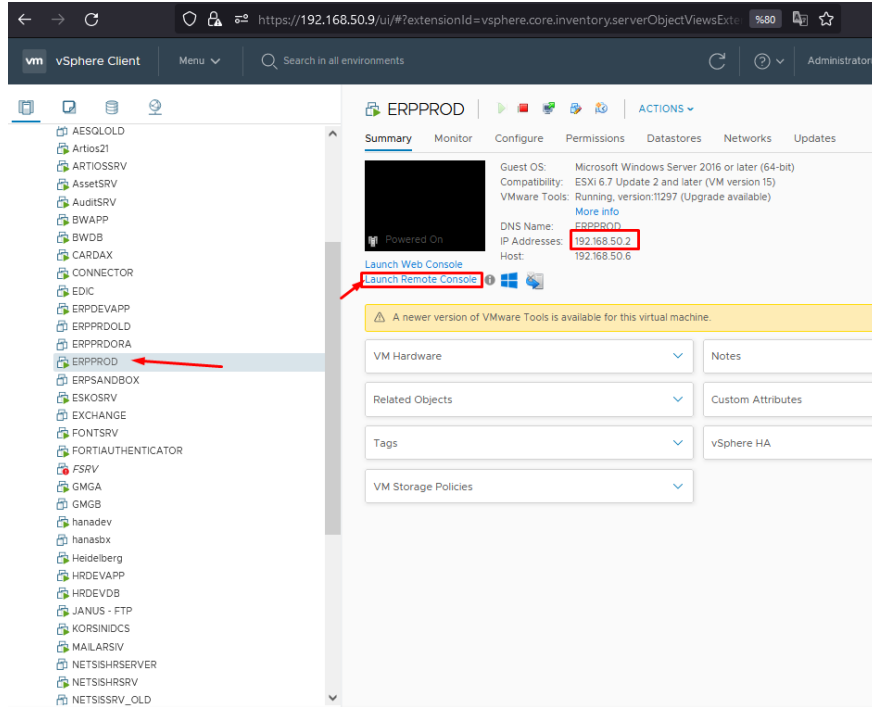 https://192.168.50.9/ui/#?extensionId=vsphere.core.inventory.serverObjectViewsExte
%80
vm vSphere Client Menu Search in all environments Administrator
ERPPROD ACTIONS
Summary Monitor Configure Permissions Datastores Networks Updates
AESQLOLD
Artios21
ARTIOSSRV
AssetSRV
AuditSRV
BWAPP
BWDB
CARDAX
CONNECTOR
EDIC
ERPDEVAPP
ERPPRDOLD
ERPPRDORA
ERPPROD
ERPSANDBOX
ESKOSRV
EXCHANGE
FONTSRV
FORTIAUTHENTICATOR
FSRV
GMGA
GMGB
hanadev
hanasbx
Heidelberg
HRDEVAPP
HRDEVDB
JANUS - FTP
KORSINIDCS
MAILARSIV
NETSISHRSERVER
NETSISHRSRV
NETSISSRV_OLD
Powered On
Launch Web Console
Launch Remote Console
Guest OS: Microsoft Windows Server 2016 or later (64-bit)
Compatibility: ESXi 6.7 Update 2 and later (VM version 15)
VMware Tools: Running, version:11297 (Upgrade available)
More info
DNS Name: ERPPROD
IP Addresses: 192.168.50.2
Host: 192.168.50.6
A newer version of VMware Tools is available for this virtual machine.
VM Hardware
Notes
Related Objects
Custom Attributes
Tags
vSphere HA
VM Storage Policies